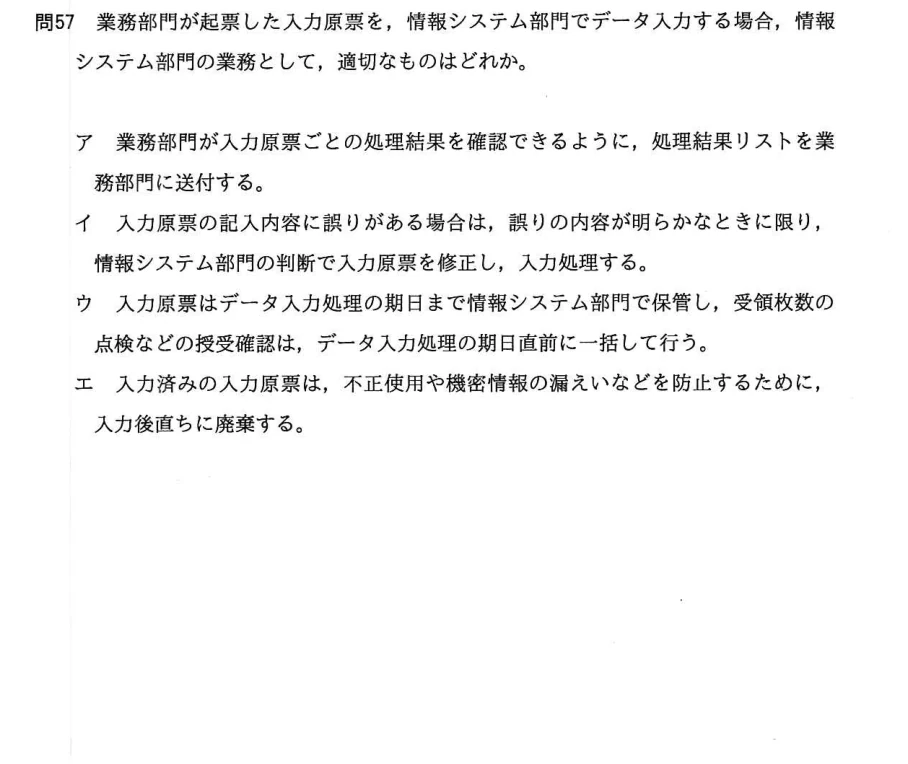 問57 業務部門が起票した入力原票を，情報システム部門でデータ入力する場合，情報
システム部門の業務として，適切なものはどれか。
ア 業務部門が入力原票ごとの処理結果を確認できるように，処理結果リストを業
務部門に送付する。
イ 入力原票の記入内容に誤りがある場合は，誤りの内容が明らかなときに限り，
情報システム部門の判断で入力原票を修正し，入力処理する。
ウ 入力原票はデータ入力処理の期日まで情報システム部門で保管し，受領枚数の
点検などの授受確認は，データ入力処理の期日直前に一括して行う。
エ 入力済みの入力原票は，不正使用や機密情報の漏えいなどを防止するために，
入力後直ちに廃棄する。